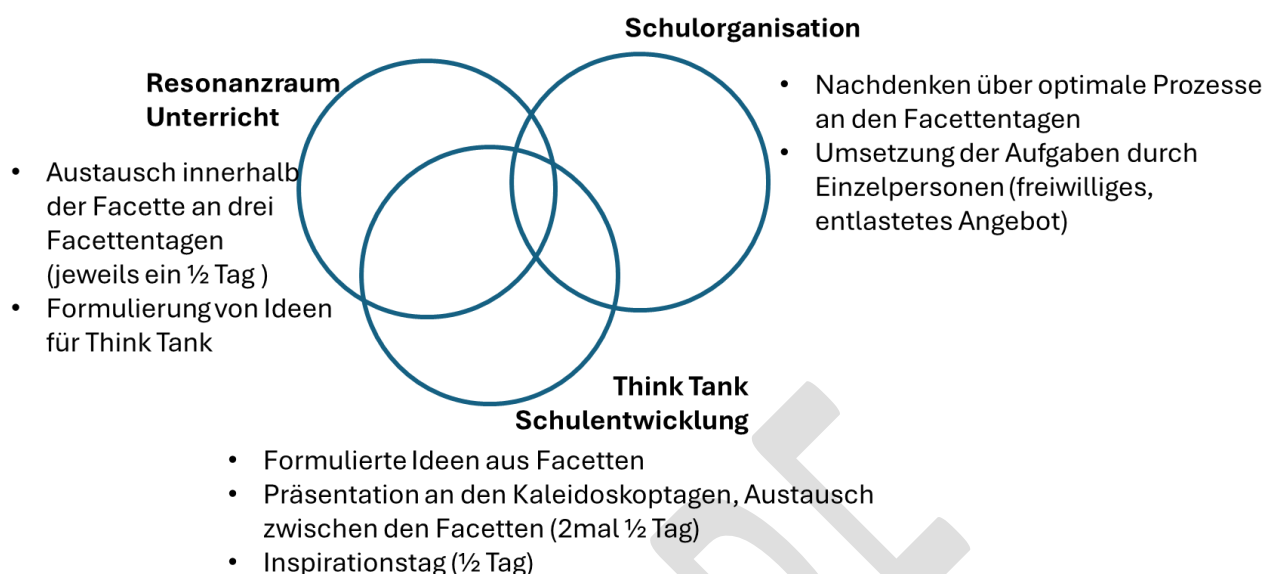 Schulorganisation
• Nachdenken über optimale Prozesse
an den Facettentagen
• Umsetzung der Aufgaben durch
Einzelpersonen (freiwilliges,
entlastetes Angebot)
Resonanzraum
Unterricht
• Austausch innerhalb
der Facette an drei
Facettentagen
(jeweils ein ½ Tag )
• Formulierung von Ideen
für Think Tank
Think Tank
Schulentwicklung
• Formulierte Ideen aus Facetten
• Präsentation an den Kaleidoskoptagen, Austausch
zwischen den Facetten (2mal ½ Tag)
• Inspirationstag (½ Tag)